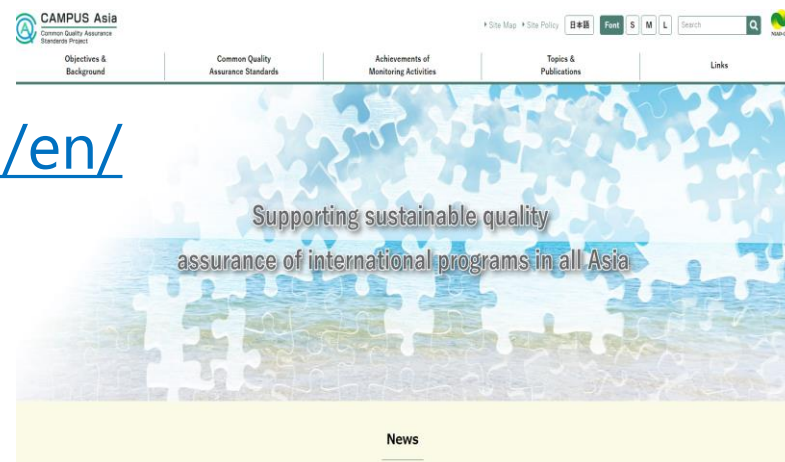 CAMPUS Asia
Common Quality Assurance
Standards Project
Site Map Site Policy 日本語 Font S M L Search
Objectives &
Background
Common Quality
Assurance Standards
Achievements of
Monitoring Activities
Topics &
Publications
Links
/en/
Supporting sustainable quality
assurance of international programs in all Asia
News